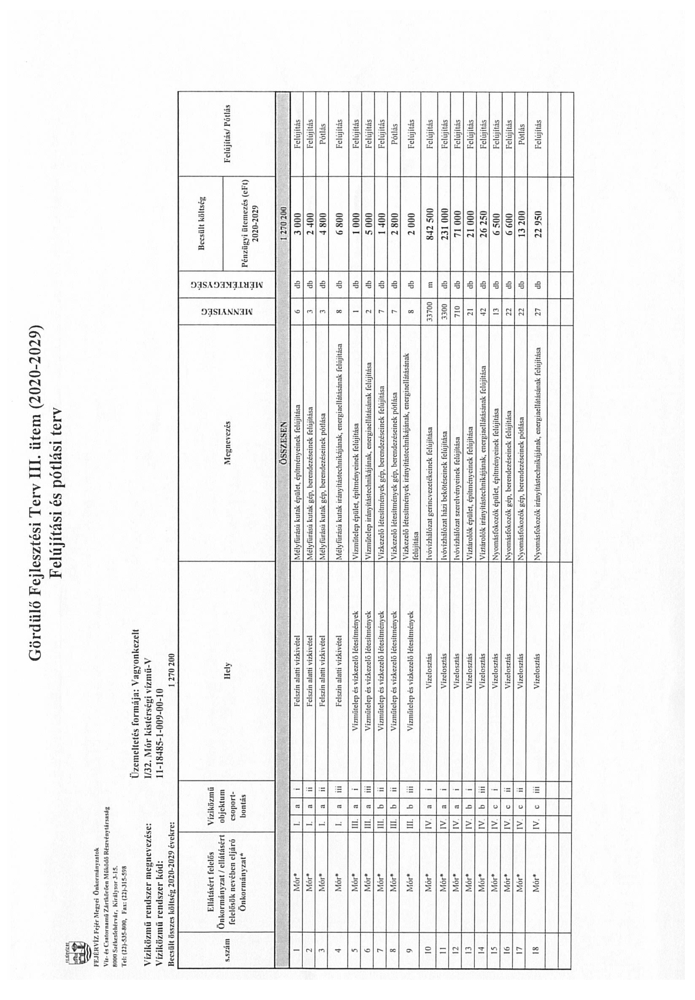 Gördülő Fejlesztési Terv III. ütem (2020-2029)
Felújítási és pótlási terv
FEJÉRVÍZ
FEJÉRVÍZ Fejér Megyei Önkormányzatok
Víz- és Csatornamű Zártkörűen Működő Részvénytársaság
8000 Székesfehérvár, Királysor 3-15.
Tel: (22)-535-800, Fax: (22)-315-598
Üzemeltetés formája: Vagyonkezelt
Víziközmű rendszer megnevezése: I/32. Mór kistérségi vízmű-V
Víziközmű rendszer kód: 11-18485-1-009-00-10
Becsült összes költség 2020-2029 évekre: 1 270 200
s.szám
Ellátásért felelős
Önkormányzat / ellátásért
felelősök nevében eljáró
Önkormányzat*
Víziközmű
objektum
csoport-
bontás
Hely
Megnevezés
MENNYISÉG
MÉRTÉKEGYSÉG
Becsült költség
Pénzügyi ütemezés (eFt)
2020-2029
Felújítás/ Pótlás
ÖSSZESEN 1 270 200
1 Mór* I. a i Felszín alatti vízkivétel Mélyfúrású kutak épület, építményeinek felújítása 6 db 3 000 Felújítás
2 Mór* I. a ii Felszín alatti vízkivétel Mélyfúrású kutak gép, berendezéseinek felújítása 3 db 2 400 Felújítás
3 Mór* I. a ii Felszín alatti vízkivétel Mélyfúrású kutak gép, berendezéseinek pótlása 3 db 4 800 Pótlás
4 Mór* I. a iii Felszín alatti vízkivétel Mélyfúrású kutak irányítástechnikájának, energiaellátásának felújítása 8 db 6 800 Felújítás
5 Mór* III. a i Vízműtelep és vízkezelő létesítmények Vízműtelep épület, építményeinek felújítása 1 db 1 000 Felújítás
6 Mór* III. a iii Vízműtelep és vízkezelő létesítmények Vízműtelep irányítástechnikájának, energiaellátásának felújítása 2 db 5 000 Felújítás
7 Mór* III. b ii Vízműtelep és vízkezelő létesítmények Vízkezelő létesítmények gép, berendezéseinek felújítása 7 db 1 400 Felújítás
8 Mór* III. b ii Vízműtelep és vízkezelő létesítmények Vízkezelő létesítmények gép, berendezéseinek pótlása 7 db 2 800 Pótlás
9 Mór* III. b iii Vízműtelep és vízkezelő létesítmények Vízkezelő létesítmények irányítástechnikájának, energiaellátásának
felújítása 8 db 2 000 Felújítás
10 Mór* IV. a i Vízelosztás Ivóvízhálózat gerincvezetékeinek felújítása 33700 m 842 500 Felújítás
11 Mór* IV. a i Vízelosztás Ivóvízhálózat házi bekötéseinek felújítása 3300 db 231 000 Felújítás
12 Mór* IV. a i Vízelosztás Ivóvízhálózat szerelvényeinek felújítása 710 db 71 000 Felújítás
13 Mór* IV. b i Vízelosztás Víztárolók épület, építményeinek felújítása 21 db 21 000 Felújítás
14 Mór* IV. b iii Vízelosztás Víztárolók irányítástechnikájának, energiaellátásának felújítása 42 db 26 250 Felújítás
15 Mór* IV. c i Vízelosztás Nyomásfokozók épület, építményeinek felújítása 13 db 6 500 Felújítás
16 Mór* IV. c ii Vízelosztás Nyomásfokozók gép, berendezéseinek felújítása 22 db 6 600 Felújítás
17 Mór* IV. c ii Vízelosztás Nyomásfokozók gép, berendezéseinek pótlása 22 db 13 200 Pótlás
18 Mór* IV. c iii Vízelosztás Nyomásfokozók irányítástechnikájának, energiaellátásának felújítása 27 db 22 950 Felújítás